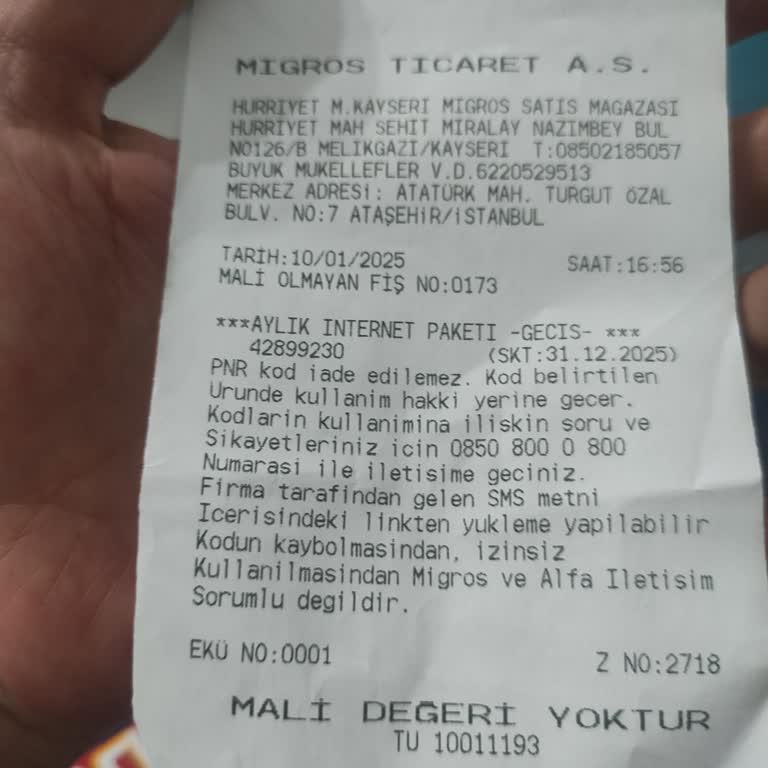 MIGROS TICARET A.S.
HURRIYET M.KAYSERI MIGROS SATIS MAGAZASI
HURRIYET MAH SEHIT MIRALAY NAZIMBEY BUL
NO126/B MELIKGAZI/KAYSERI T:08502185057
BUYUK MUKELLEFLER V.D.6220529513
MERKEZ ADRESİ: ATATÜRK MAH. TURGUT ÖZAL
BULV. NO:7 ATAŞEHİR/İSTANBUL
TARİH:10/01/2025 SAAT:16:56
MALİ OLMAYAN FİŞ NO:0173
***AYLIK INTERNET PAKETI -GECIS- ***
42899230 (SKT:31.12.2025)
PNR kod iade edilemez. Kod belirtilen
Urunde kullanim hakki yerine gecer.
Kodlarin kullanimina iliskin soru ve
Sikayetleriniz icin 0850 800 0 800
Numarasi ile iletisime geciniz.
Firma tarafindan gelen SMS metni
Icerisindeki linkten yukleme yapilabilir
Kodun kaybolmasindan, izinsiz
Kullanilmasindan Migros ve Alfa Iletisim
Sorumlu degildir.
EKÜ NO:0001 Z NO:2718
MALİ DEĞERİ YOKTUR
TU 10011193